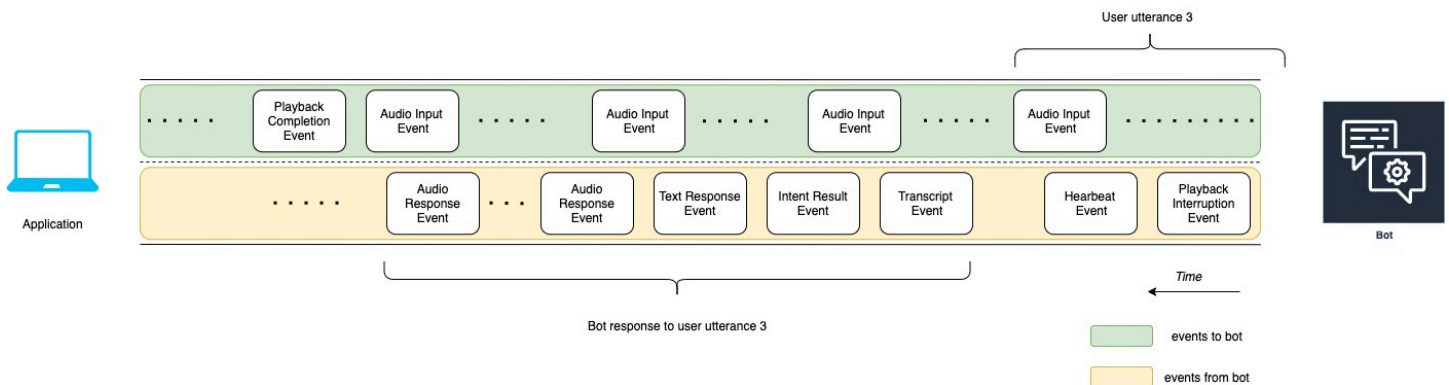 User utterance 3
Playback
Completion
Event
Audio Input
Event
Audio Input
Event
Audio Input
Event
Audio Input
Event
Application
Audio
Response
Event
Audio
Response
Event
Text Response
Event
Intent Result
Event
Transcript
Event
Hearbeat Event
Playback
Interruption
Event
Bot
Time
Bot response to user utterance 3
events to bot
events from bot